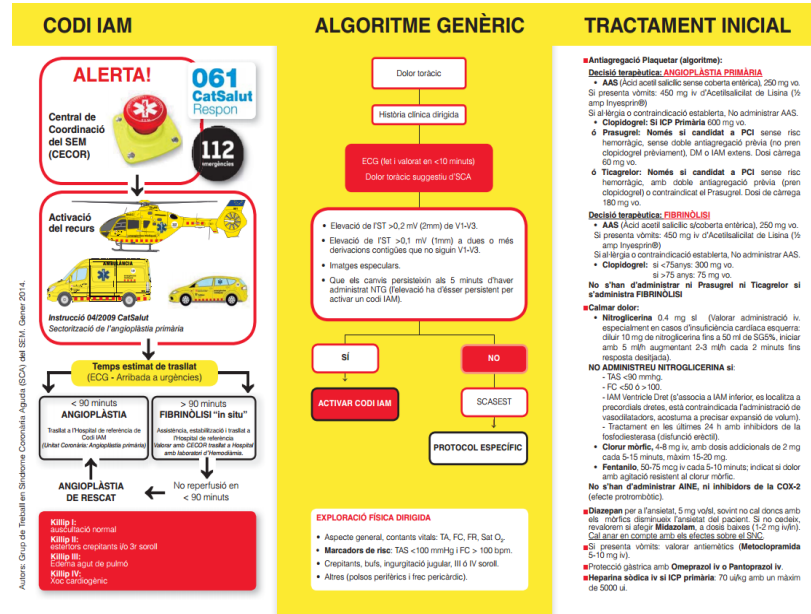 CODI IAM
ALERTA!
061
CatSalut
Respon
Central de
Coordinació
del SEM
(CECOR)
112
emergències
Activació
del recurs
AMBULÀNCIA
Instrucció 04/2009 CatSalut
Sectorització de l'angioplàstia primària
Temps estimat de trasllat
(ECG - Arribada a urgències)
< 90 minuts
ANGIOPLÀSTIA
Trasllat a l'Hospital de referència de
Codi IAM
(Unitat Coronària: Angioplàstia primària)
> 90 minuts
FIBRINÒLISI "in situ"
Assistència, estabilització i trasllat a
l'Hospital de referència
Valorar amb CECOR trasllat a Hospital
amb laboratori d'Hemodiàmia.
ANGIOPLÀSTIA
DE RESCAT
No reperfusió en
< 90 minuts
Killip I:
auscultació normal
Killip II:
estertors crepitants i/o 3r soroll
Killip III:
Edema agut de pulmó
Killip IV:
Xoc cardiogènic
Autors: Grup de Treball en Síndrome Coronària Aguda (SCA) del SEM. Gener 2014.
ALGORITME GENÈRIC
Dolor toràcic
Història clínica dirigida
ECG (fet i valorat en <10 minuts)
Dolor toràcic suggestiu d'SCA
• Elevació de l'ST >0,2 mV (2mm) de V1-V3.
• Elevació de l'ST >0,1 mV (1mm) a dues o més
derivacions contigües que no siguin V1-V3.
• Imatges especulars.
• Que els canvis persisteixin als 5 minuts d'haver
administrat NTG (l'elevació ha d'ésser persistent per
activar un codi IAM).
SÍ
NO
ACTIVAR CODI IAM
SCASEST
PROTOCOL ESPECÍFIC
EXPLORACIÓ FÍSICA DIRIGIDA
• Aspecte general, contants vitals: TA, FC, FR, Sat O₂.
• Marcadors de risc: TAS <100 mmHg i FC > 100 bpm.
• Crepitants, bufs, ingurgitació jugular, III ó IV soroll.
• Altres (polsos perifèrics i frec pericàrdic).
TRACTAMENT INICIAL
■Antiagregació Plaquetar (algoritme):
Decisió terapèutica: ANGIOPLÀSTIA PRIMÀRIA
• AAS (Àcid acetil salicílic sense coberta entèrica), 250 mg vo.
Si presenta vòmits: 450 mg iv d'Acetilsalicilat de Lisina (½
amp Inyesprin®)
Si al·lèrgia o contraindicació establerta, No administrar AAS.
• Clopidogrel: Si ICP Primària 600 mg vo.
ó Prasugrel: Només si candidat a PCI sense risc
hemorràgic, sense doble antiagregació prèvia (no pren
clopidogrel prèviament), DM o IAM extens. Dosi càrrega
60 mg vo.
ó Ticagrelor: Només si candidat a PCI sense risc
hemorràgic, amb doble antiagregació prèvia (pren
clopidogrel) o contraindicat el Prasugrel. Dosi de càrrega
180 mg vo.
Decisió terapèutica: FIBRINÒLISI
• AAS (Àcid acetil salicílic s/coberta entèrica), 250 mg vo.
Si presenta vòmits: 450 mg iv d'Acetilsalicilat de Lisina (½
amp Inyesprin®)
Si al·lèrgia o contraindicació establerta, No administrar AAS.
• Clopidogrel: si <75anys: 300 mg vo.
si >75 anys: 75 mg vo.
No s'han d'administrar ni Prasugrel ni Ticagrelor si
s'administra FIBRINÒLISI
■Calmar dolor:
• Nitroglicerina 0.4 mg sl (Valorar administració iv.
especialment en casos d'insuficiència cardíaca esquerra:
diluir 10 mg de nitroglicerina fins a 50 ml de SG5%, iniciar
amb 5 ml/h augmentant 2-3 ml/h cada 2 minuts fins
resposta desitjada).
NO ADMINISTREU NITROGLICERINA si:
- TAS <90 mmhg.
- FC <50 ó >100.
- IAM Ventricle Dret (s'associa a IAM inferior, es localitza a
precordials dretes, està contraindicada l'administració de
vasodilatadors, acostuma a precisar expansió de volum).
- Tractament en les últimes 24 h amb inhibidors de la
fosfodiesterasa (disfunció erèctil).
• Clorur mòrfic, 4-8 mg iv, amb dosis addicionals de 2 mg
cada 5-15 minuts, màxim 15-20 mg.
• Fentanilo, 50-75 mcg iv cada 5-10 minuts; indicat si dolor
amb agitació resistent al clorur mòrfic.
No s'han d'administrar AINE, ni inhibidors de la COX-2
(efecte protrombòtic).
■Diazepan per a l'ansietat, 5 mg vo/sl, sovint no cal doncs amb
els mòrfics disminueix l'ansietat del pacient. Si no cedeix,
revalorem si afegir Midazolam, a dosis baixes (1-2 mg iv/in).
Cal anar en compte amb els efectes sobre el SNC.
■Si presenta vòmits: valorar antiemètics (Metoclopramida
5-10 mg iv).
■Protecció gàstrica amb Omeprazol iv o Pantoprazol iv.
■Heparina sòdica iv si ICP primària: 70 ui/kg amb un màxim
de 5000 ui.